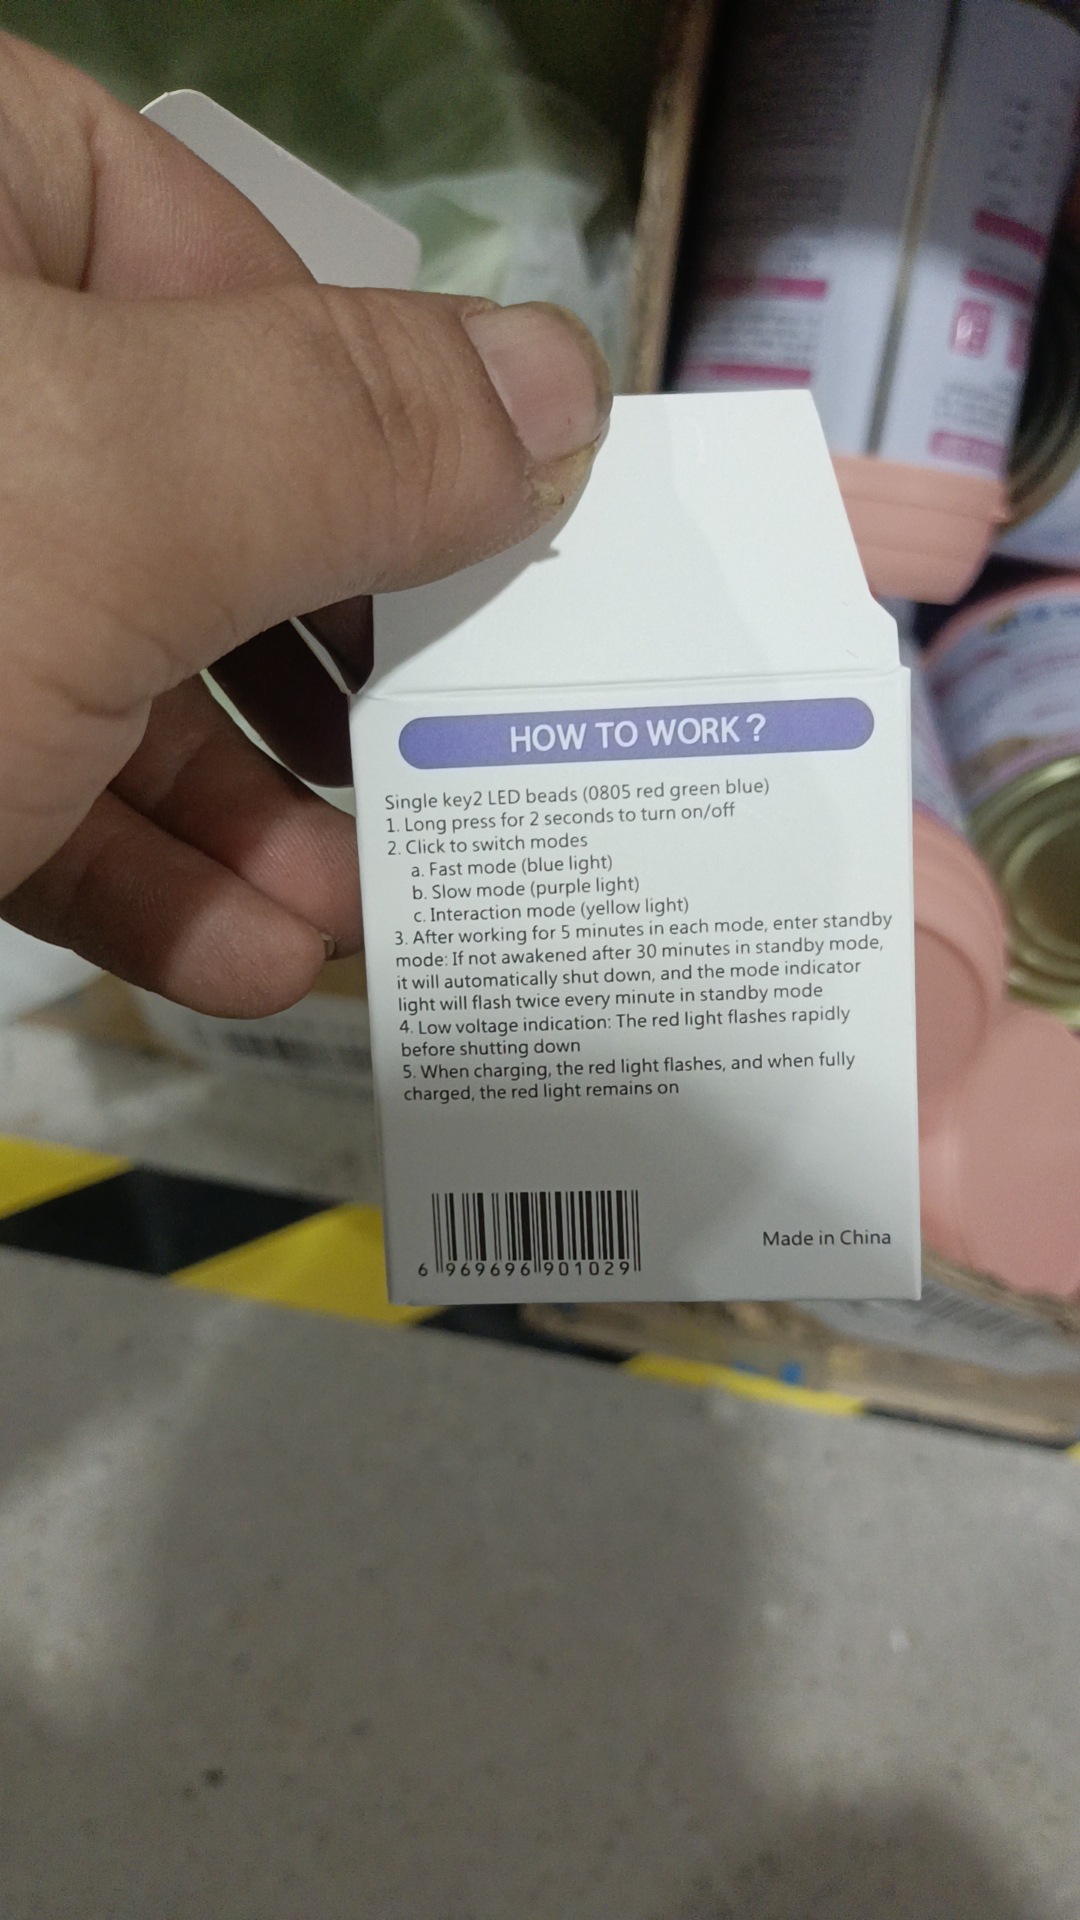 HOW TO WORK?
Single key2 LED beads (0805 red green blue)
1. Long press for 2 seconds to turn on/off
2. Click to switch modes
a. Fast mode (blue light)
b. Slow mode (purple light)
c. Interaction mode (yellow light)
3. After working for 5 minutes in each mode, enter standby
mode: If not awakened after 30 minutes in standby mode,
it will automatically shut down, and the mode indicator
light will flash twice every minute in standby mode
4. Low voltage indication: The red light flashes rapidly
before shutting down
5. When charging, the red light flashes, and when fully
charged, the red light remains on
6 969696 901029
Made in China